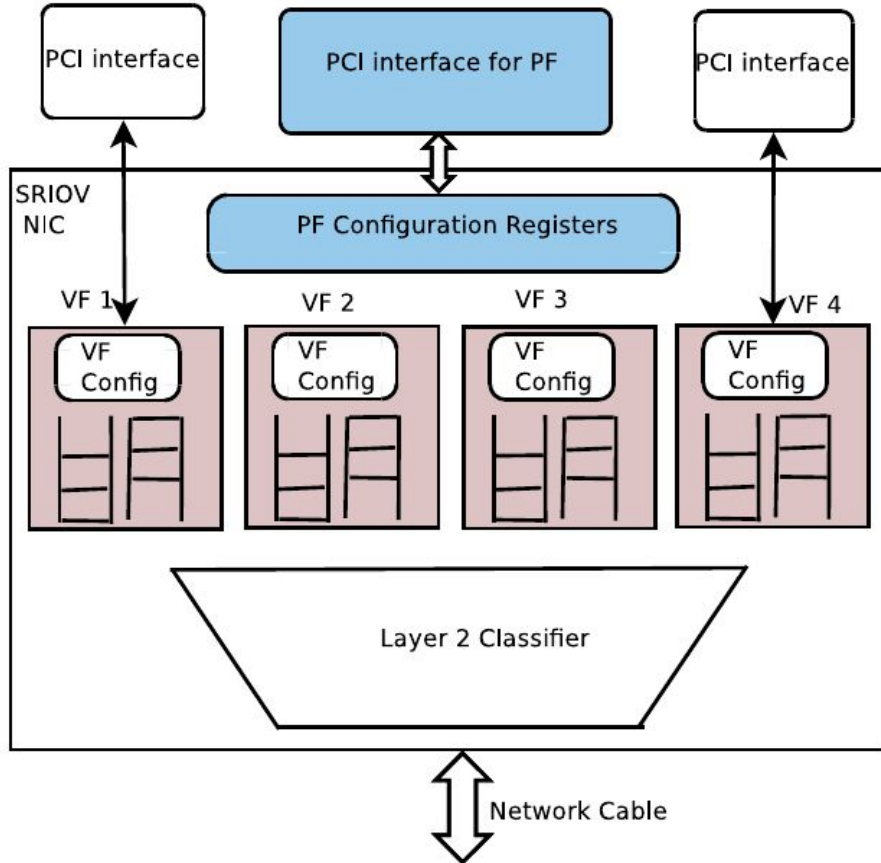 PCI interface
PCI interface for PF
PCI interface
SRIOV
NIC
PF Configuration Registers
VF 1
VF 2
VF 3
VF 4
VF
Config
VF
Config
VF
Config
VF
Config
Layer 2 Classifier
Network Cable